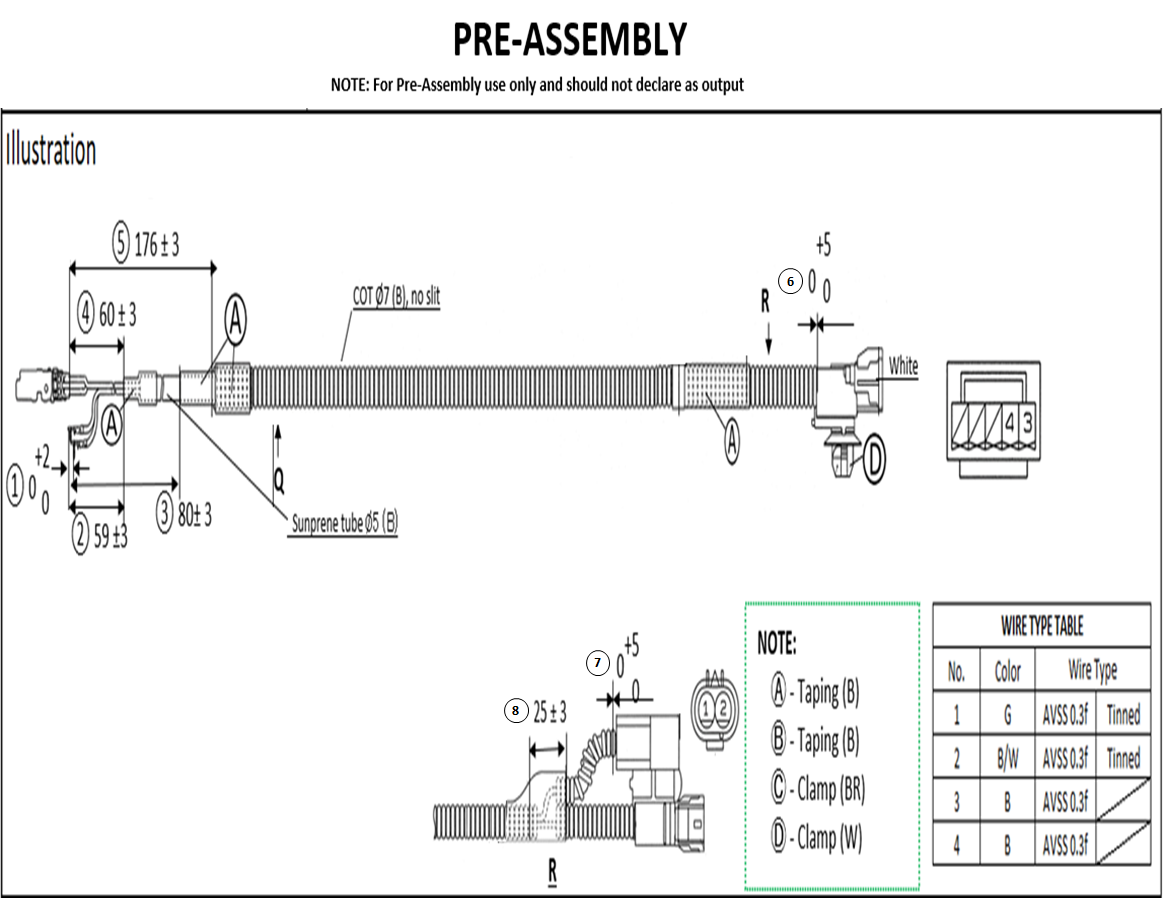 PRE-ASSEMBLY
NOTE: For Pre-Assembly use only and should not declare as output
Illustration
5 176 ± 3
4 60 ± 3
A
COT Ø7 (B), no slit
+5
6 0
0
R
White
4 3
A
+2
1 0
0
3 80± 3
2 59 ±3
Q
Sunprene tube Ø5 (B)
A
D
+5
7 0
0
8 25 ± 3
1 2
R
NOTE:
A - Taping (B)
B - Taping (B)
C - Clamp (BR)
D - Clamp (W)
WIRE TYPE TABLE
No. Color Wire Type
1 G AVSS 0.3f Tinned
2 B/W AVSS 0.3f Tinned
3 B AVSS 0.3f
4 B AVSS 0.3f